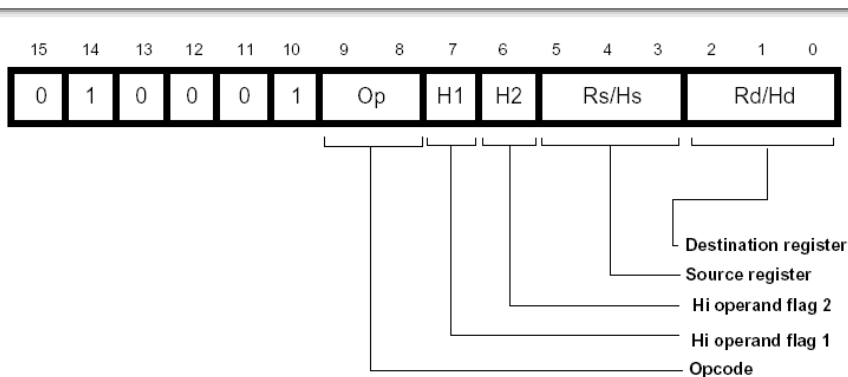 15 14 13 12 11 10 9 8 7 6 5 4 3 2 1 0
0 1 0 0 0 1 Op H1 H2 Rs/Hs Rd/Hd
Destination register
Source register
Hi operand flag 2
Hi operand flag 1
Opcode